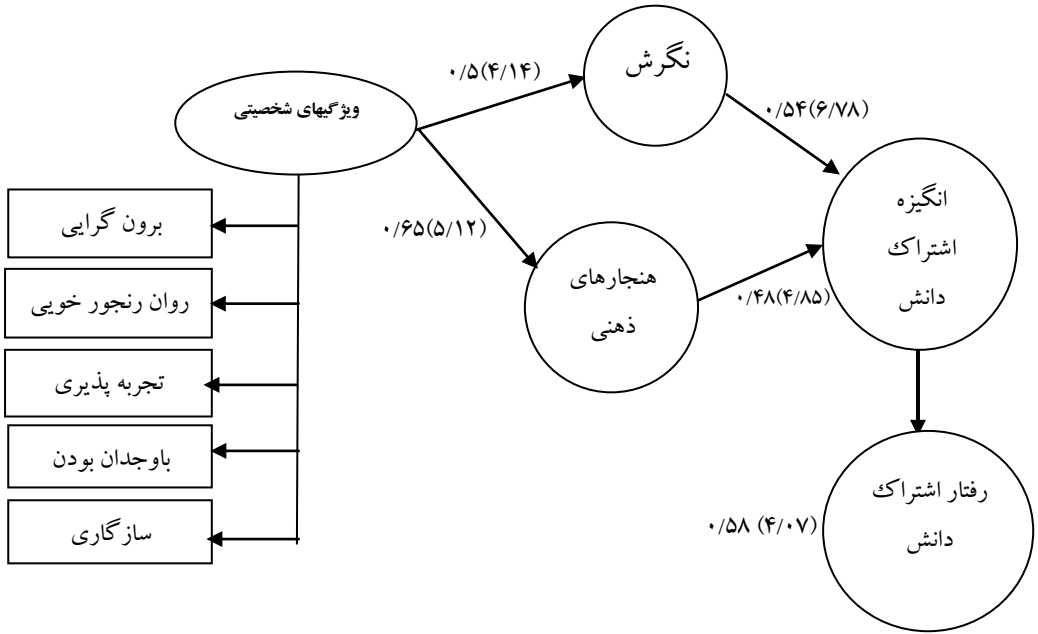 نگرش
۰/۵(۴/۱۴)
ویژگیهای شخصیتی
۰/۵۴(۶/۷۸)
انگیزه
اشتراک
دانش
برون گرایی
۰/۶۵(۵/۱۲)
هنجارهای
ذهنی
۰/۴۸(۴/۸۵)
روان رنجور خویی
تجربه پذیری
باوجدان بودن
سازگاری
رفتار اشتراک
دانش
۰/۵۸ (۴/۰۷)